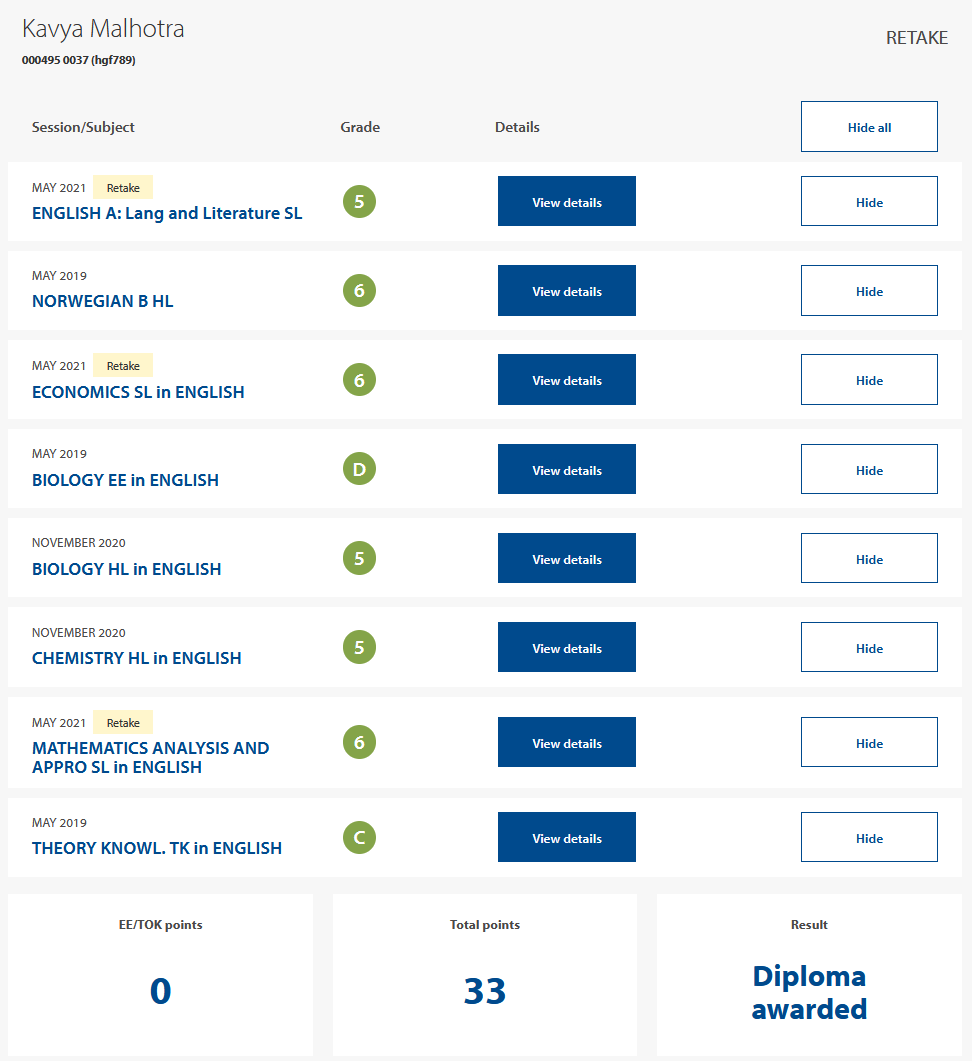 Kavya Malhotra
RETAKE
000495 0037 (hgf789)
Session/Subject Grade Details Hide all
MAY 2021 Retake
ENGLISH A: Lang and Literature SL 5 View details Hide
MAY 2019
NORWEGIAN B HL 6 View details Hide
MAY 2021 Retake
ECONOMICS SL in ENGLISH 6 View details Hide
MAY 2019
BIOLOGY EE in ENGLISH D View details Hide
NOVEMBER 2020
BIOLOGY HL in ENGLISH 5 View details Hide
NOVEMBER 2020
CHEMISTRY HL in ENGLISH 5 View details Hide
MAY 2021 Retake
MATHEMATICS ANALYSIS AND
APPRO SL in ENGLISH 6 View details Hide
MAY 2019
THEORY KNOWL. TK in ENGLISH C View details Hide
EE/TOK points
0
Total points
33
Result
Diploma
awarded